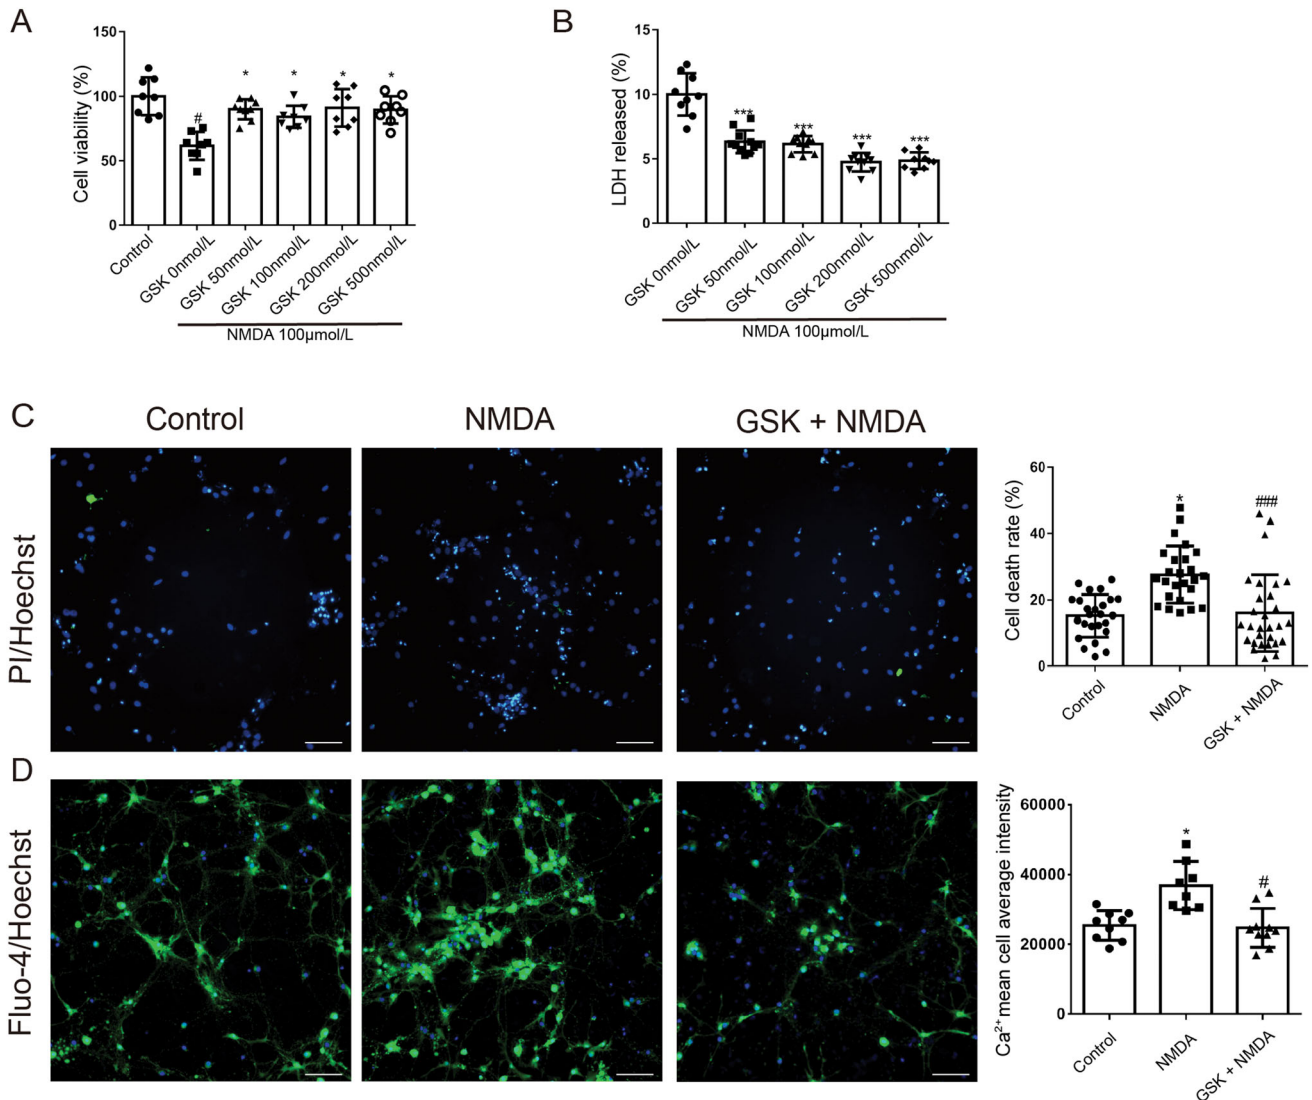 A
Cell viability (%)
150
100
50
0
#
*
*
*
*
Control
GSK 0nmol/L
GSK 50nmol/L
GSK 100nmol/L
GSK 200nmol/L
GSK 500nmol/L
NMDA 100μmol/L
B
LDH released (%)
15
10
5
0
***
***
***
***
GSK 0nmol/L
GSK 50nmol/L
GSK 100nmol/L
GSK 200nmol/L
GSK 500nmol/L
NMDA 100μmol/L
C
Control
NMDA
GSK + NMDA
PI/Hoechst
Cell death rate (%)
60
40
20
0
*
###
Control
NMDA
GSK + NMDA
D
Fluo-4/Hoechst
Ca²⁺ mean cell average intensity
60000
40000
20000
0
*
#
Control
NMDA
GSK + NMDA